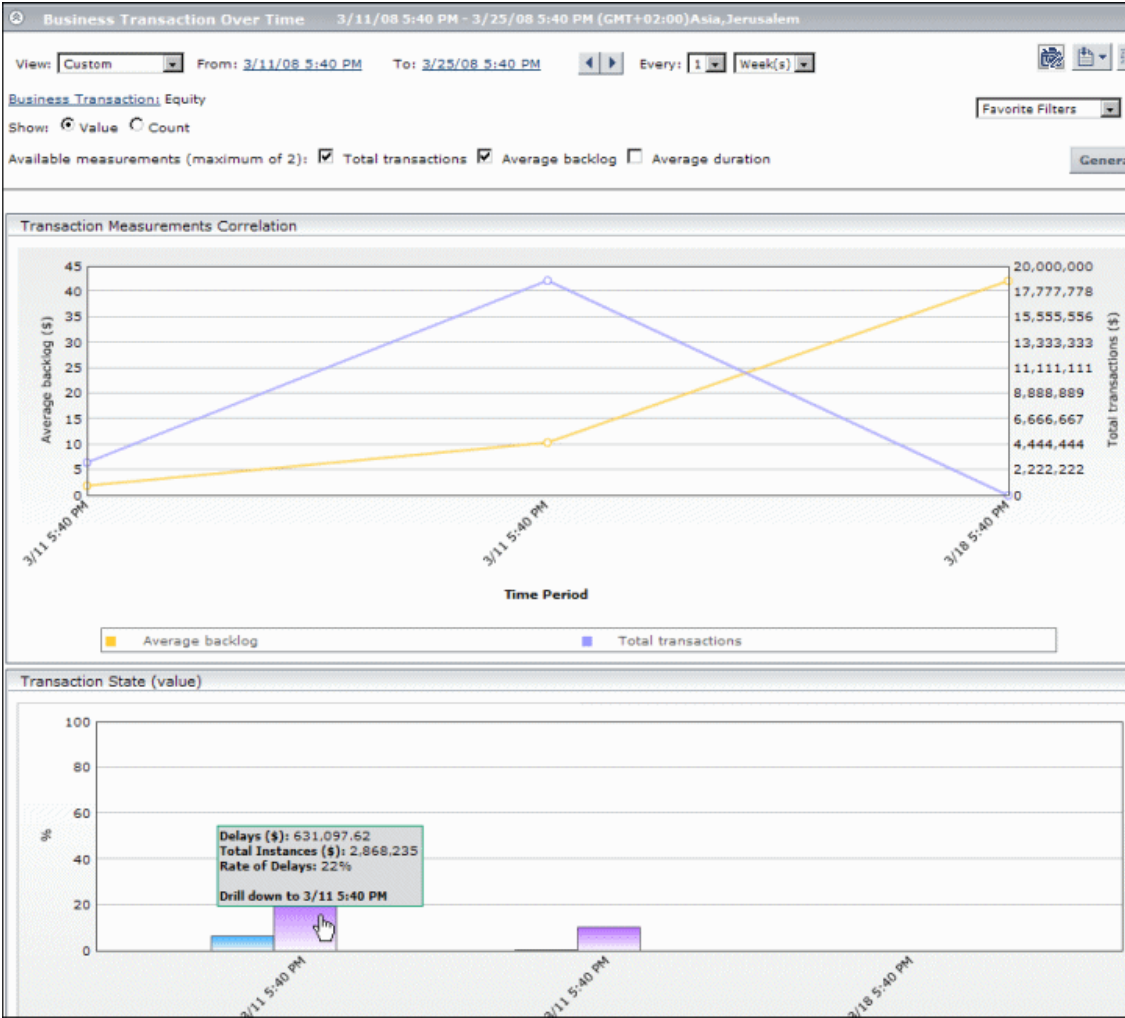 Business Transaction Over Time 3/11/08 5:40 PM - 3/25/08 5:40 PM (GMT+02:00)Asia,Jerusalem
View: Custom From: 3/11/08 5:40 PM To: 3/25/08 5:40 PM Every: 1 Week(s)
Business Transaction: Equity
Favorite Filters
Show: Value Count
Available measurements (maximum of 2): Total transactions Average backlog Average duration
Genera
Transaction Measurements Correlation
45 20,000,000
40 17,777,778
35 15,555,556
30 13,333,333
25 11,111,111
20 8,888,889
15 6,666,667
10 4,444,444
5 2,222,222
0 0
Average backlog ($)
Total transactions ($)
3/11 5:40 PM 3/11 5:40 PM 3/18 5:40 PM
Time Period
Average backlog Total transactions
Transaction State (value)
100
80
60
40
20
0
%
Delays ($): 631,097.62
Total Instances ($): 2,868,235
Rate of Delays: 22%
Drill down to 3/11 5:40 PM
3/11 5:40 PM 3/11 5:40 PM 3/18 5:40 PM